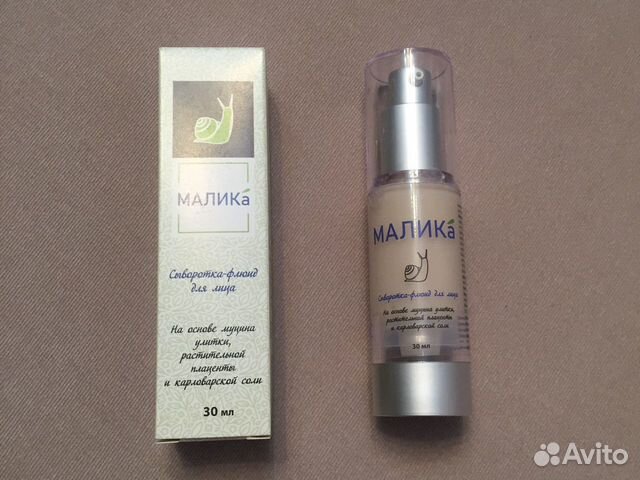 МАЛИКа
Сыворотка-флюид
для лица
На основе муцина
улитки,
растительной
плаценты
и карловарской соли
30 мл
МАЛИКа
Сыворотка-флюид для лица
На основе муцина улитки,
растительной плаценты
и карловарской соли
30 мл
Avito